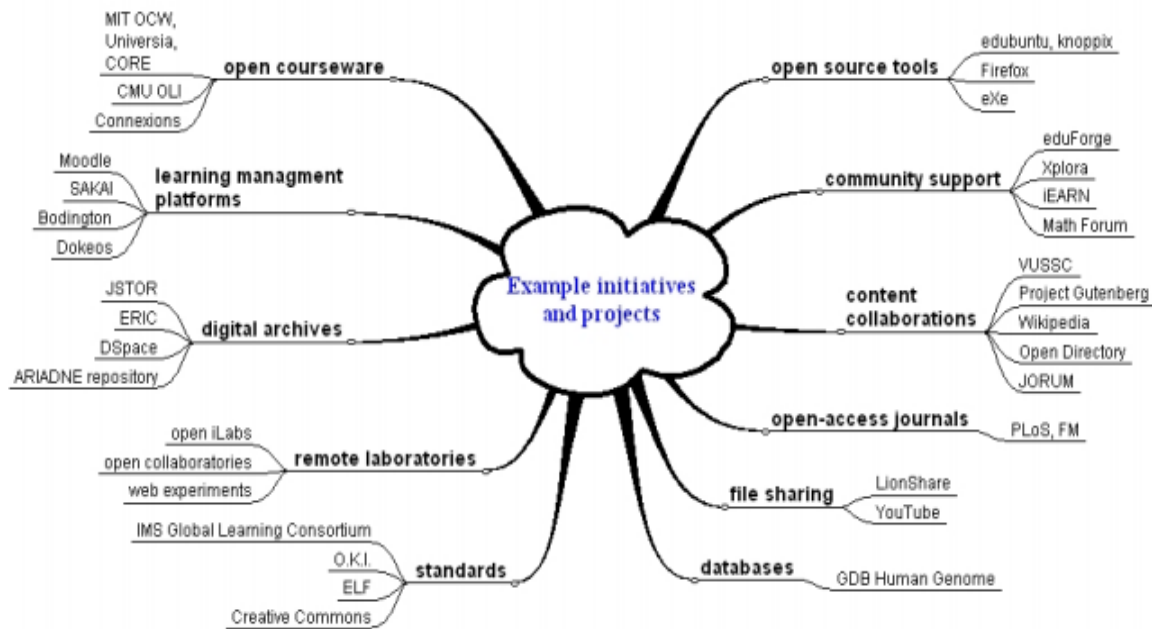 Example initiatives
and projects
open courseware
MIT OCW,
Universia,
CORE
CMU OLI
Connexions
learning managment
platforms
Moodle
SAKAI
Bodington
Dokeos
digital archives
JSTOR
ERIC
DSpace
ARIADNE repository
remote laboratories
open iLabs
open collaboratories
web experiments
standards
IMS Global Learning Consortium
O.K.I.
ELF
Creative Commons
open source tools
edubuntu, knoppix
Firefox
eXe
community support
eduForge
Xplora
iEARN
Math Forum
content
collaborations
VUSSC
Project Gutenberg
Wikipedia
Open Directory
JORUM
open-access journals
PLoS, FM
file sharing
LionShare
YouTube
databases
GDB Human Genome